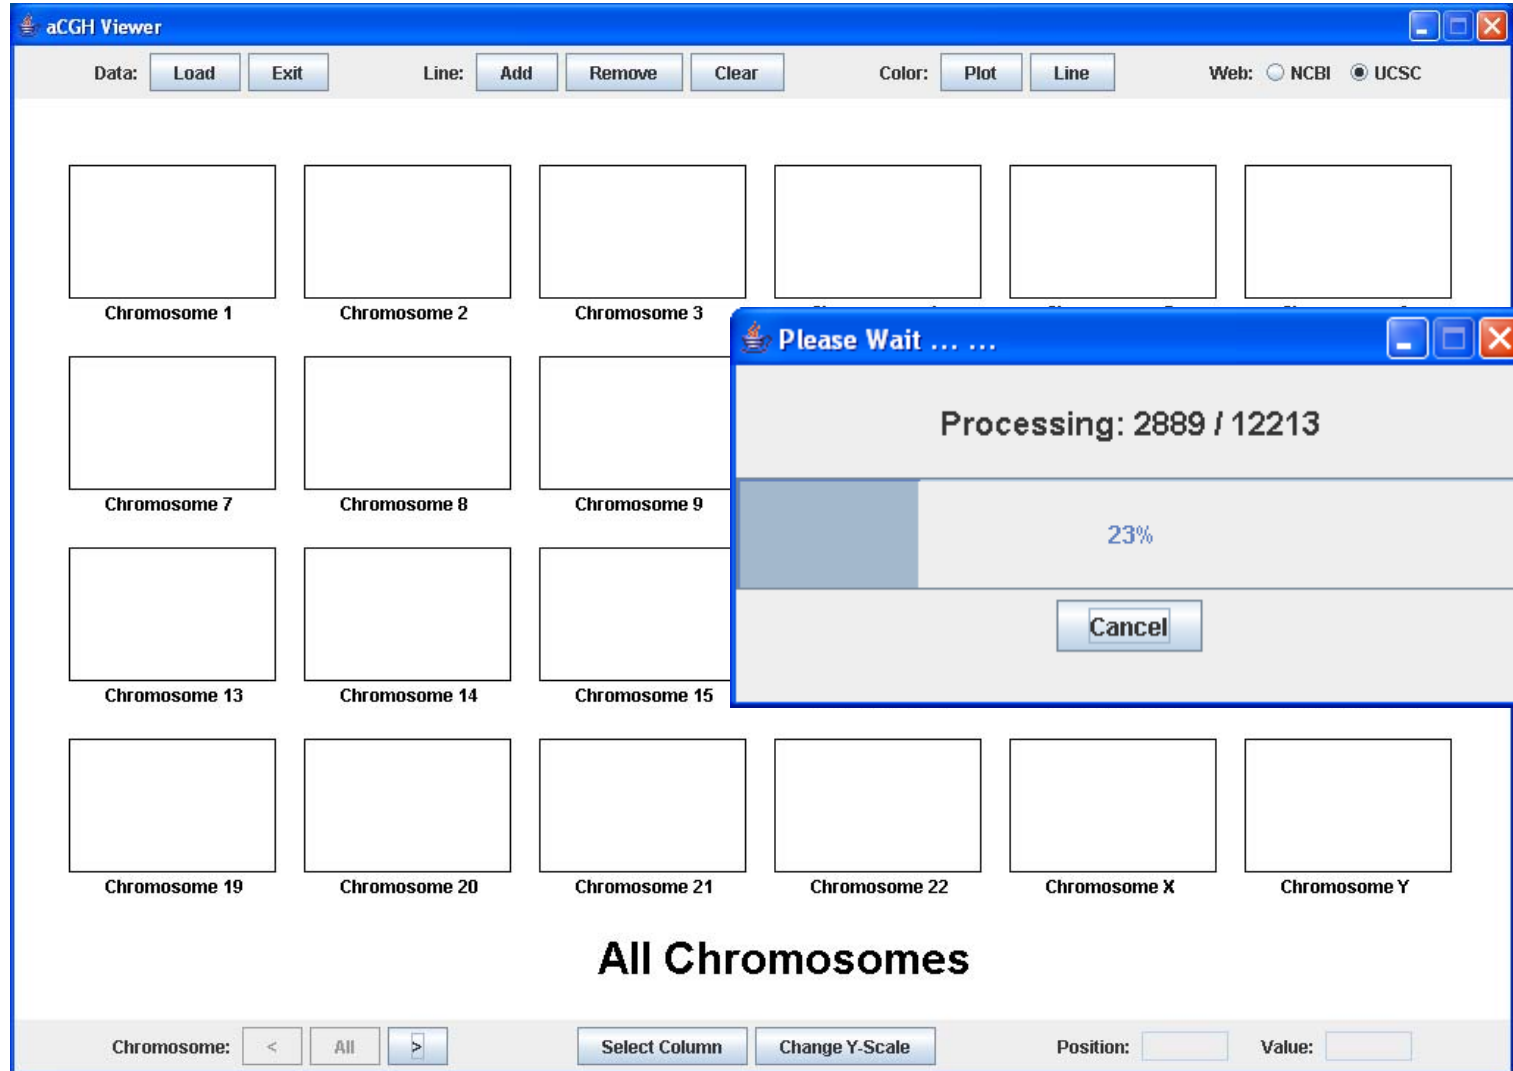 aCGH Viewer
Data: Load Exit Line: Add Remove Clear Color: Plot Line Web: NCBI UCSC
Chromosome 1 Chromosome 2 Chromosome 3
Please Wait ... ...
Processing: 2889 / 12213
Chromosome 7 Chromosome 8 Chromosome 9
23%
Cancel
Chromosome 13 Chromosome 14 Chromosome 15
Chromosome 19 Chromosome 20 Chromosome 21 Chromosome 22 Chromosome X Chromosome Y
All Chromosomes
Chromosome: < All > Select Column Change Y-Scale Position: Value: